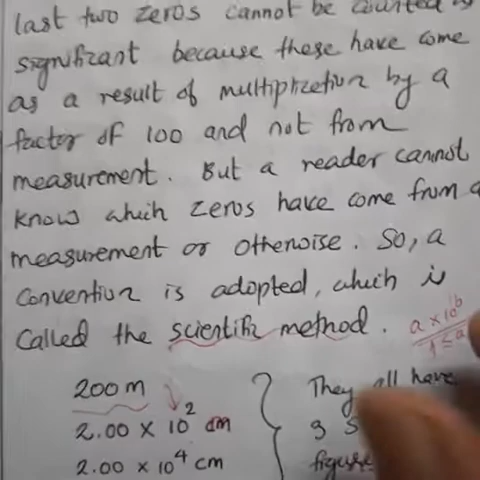 last two zeros cannot be counted as
significant because these have come
as a result of multiplication by a
factor of 100 and not from
measurement. But a reader cannot
know which zeros have come from a
measurement or otherwise. So, a
convention is adopted, which is
called the scientific method. a × 10^b
1 ≤ a
200 m
They all have
2.00 × 10^2 cm
3 S
2.00 × 10^4 cm
figure